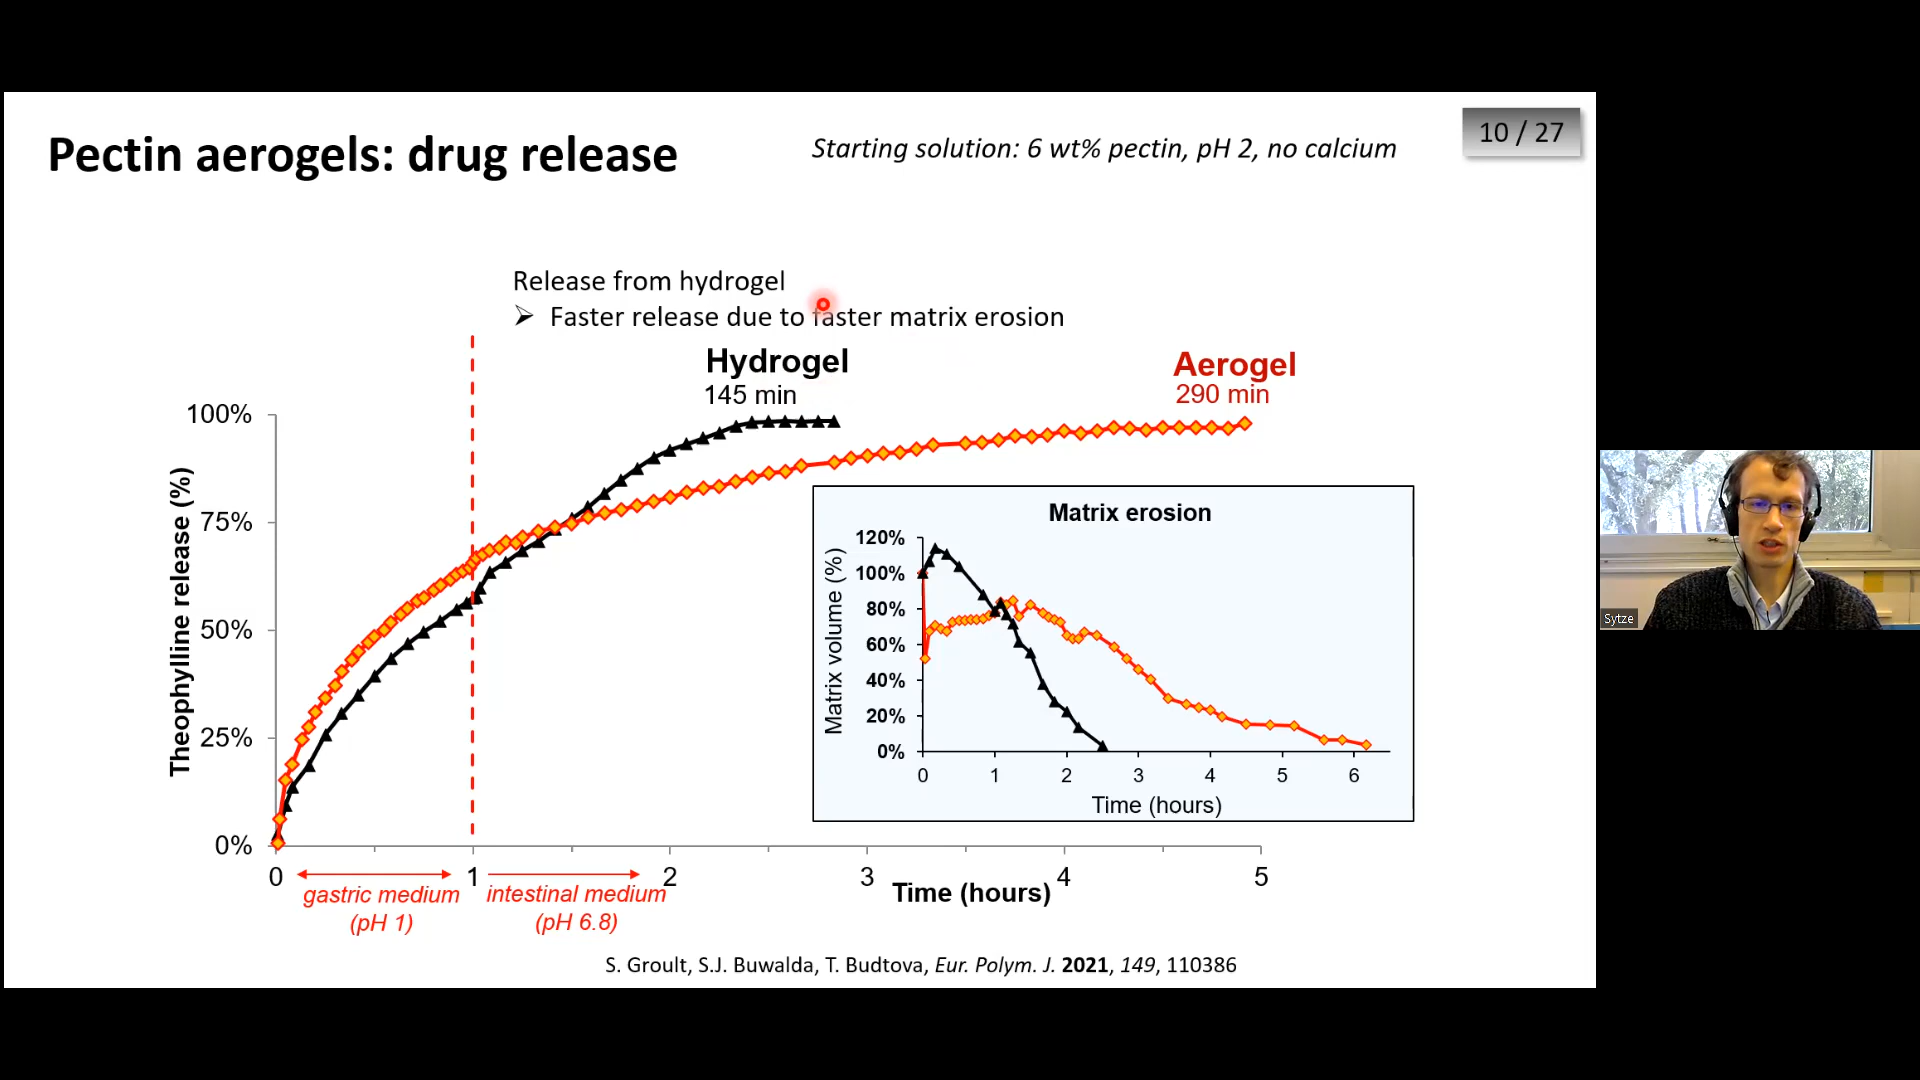 Pectin aerogels: drug release
Starting solution: 6 wt% pectin, pH 2, no calcium
10 / 27
Release from hydrogel
➢ Faster release due to faster matrix erosion
Hydrogel
145 min
Aerogel
290 min
Theophylline release (%)
100%
75%
50%
25%
0%
0
1
2
3
4
5
Time (hours)
gastric medium
(pH 1)
intestinal medium
(pH 6.8)
Matrix erosion
Matrix volume (%)
120%
100%
80%
60%
40%
20%
0%
0
1
2
3
4
5
6
Time (hours)
S. Groult, S.J. Buwalda, T. Budtova, Eur. Polym. J. 2021, 149, 110386
Sytze